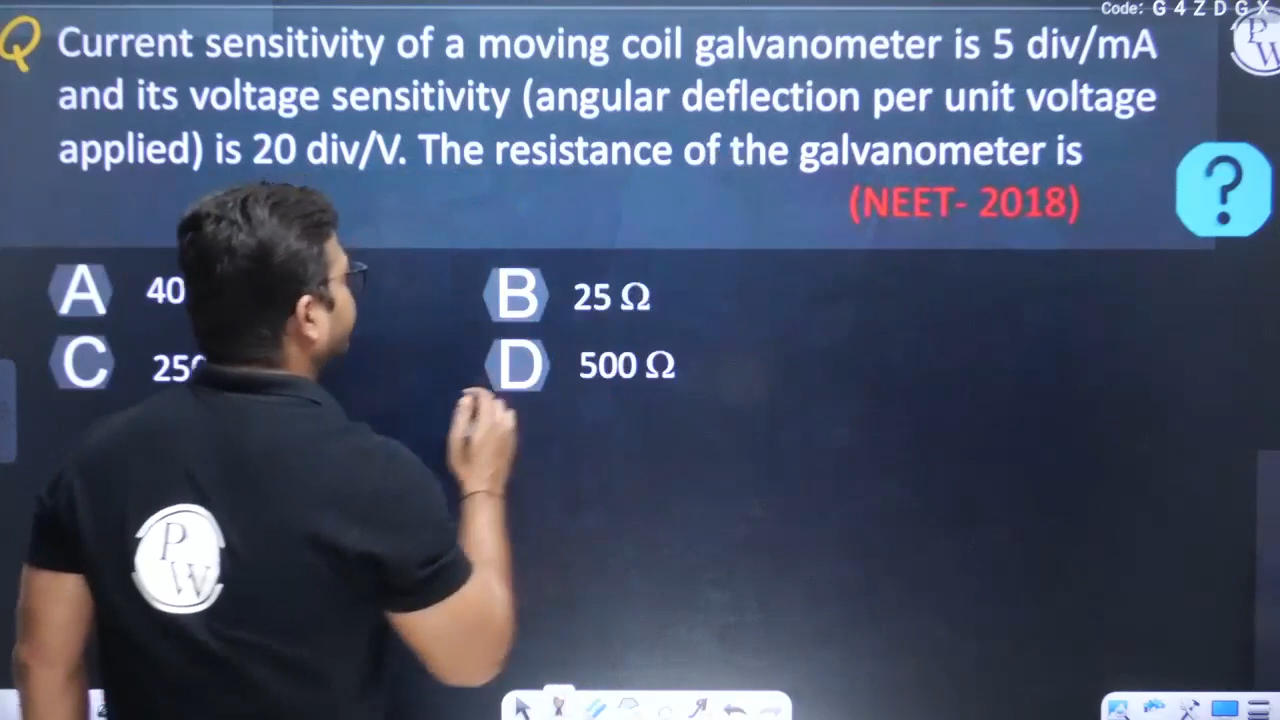 Code: G 4 Z D G X
Q Current sensitivity of a moving coil galvanometer is 5 div/mA
and its voltage sensitivity (angular deflection per unit voltage
applied) is 20 div/V. The resistance of the galvanometer is
(NEET- 2018)
?
A 40
B 25 Ω
C
D 500 Ω
P
W
P
W